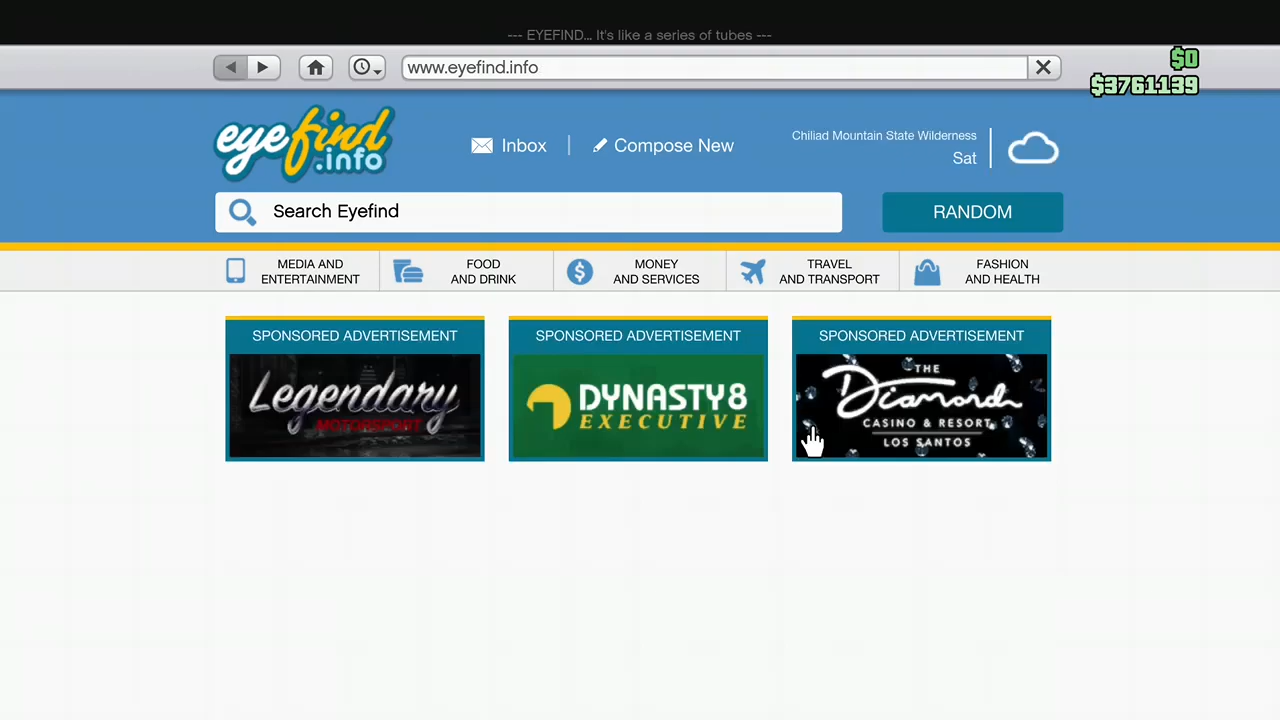 --- EYEFIND... It's like a series of tubes ---
www.eyefind.info
$0
$3761139
eyefind
.info
Inbox
Compose New
Chiliad Mountain State Wilderness
Sat
Search Eyefind
RANDOM
MEDIA AND
ENTERTAINMENT
FOOD
AND DRINK
MONEY
AND SERVICES
TRAVEL
AND TRANSPORT
FASHION
AND HEALTH
SPONSORED ADVERTISEMENT
Legendary
MOTORSPORT
SPONSORED ADVERTISEMENT
DYNASTY8
EXECUTIVE
SPONSORED ADVERTISEMENT
THE
Diamond
CASINO & RESORT
LOS SANTOS